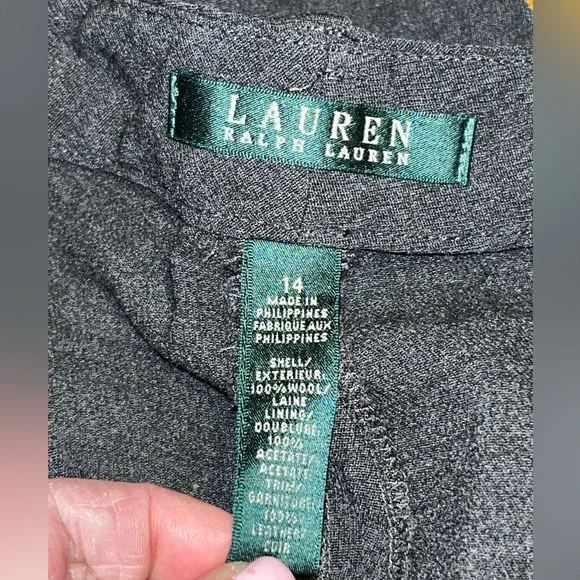 LAUREN
RALPH LAUREN
14
MADE IN
PHILIPPINES
FABRIQUE AUX
PHILIPPINES
SHELL/
EXTERIEUR:
100% WOOL/
LAINE
LINING/
DOUBLURE:
100%
ACETATE/
ACETATE
TRIM/
GARNITURE:
100%
LEATHER/
CUIR